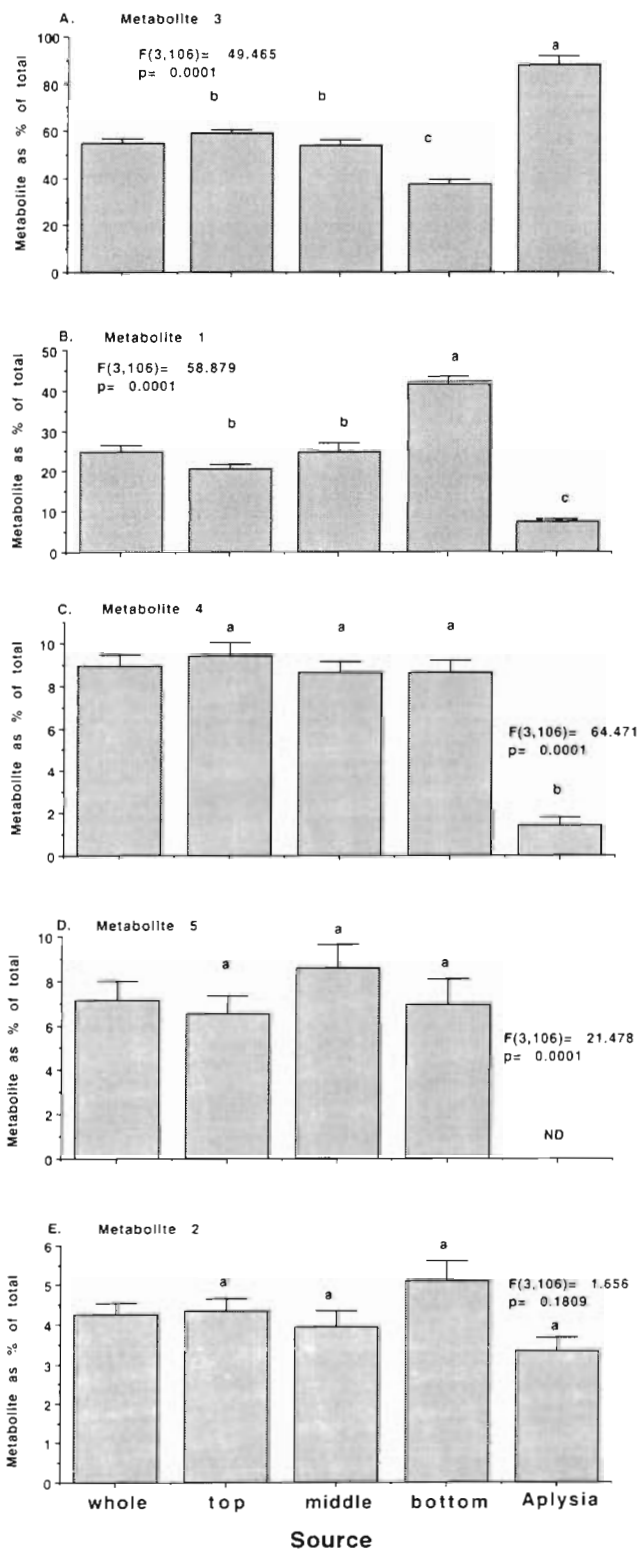 A. Metabolite 3
F(3,106)= 49.465
p= 0.0001
a
b b
c
Metabolite as % of total
100
80
60
40
20
0
B. Metabolite 1
F(3,106)= 58.879
p= 0.0001
a
b b
c
Metabolite as % of total
50
40
30
20
10
0
C. Metabolite 4
a a a
F(3,106)= 64.471
p= 0.0001
b
Metabolite as % of total
10
8
6
4
2
0
D. Metabolite 5
a a a
F(3,106)= 21.478
p= 0.0001
ND
Metabolite as % of total
10
8
6
4
2
0
E. Metabolite 2
a a a
F(3,106)= 1.656
p= 0.1809
a
Metabolite as % of total
6
5
4
3
2
1
0
whole top middle bottom Aplysia
Source